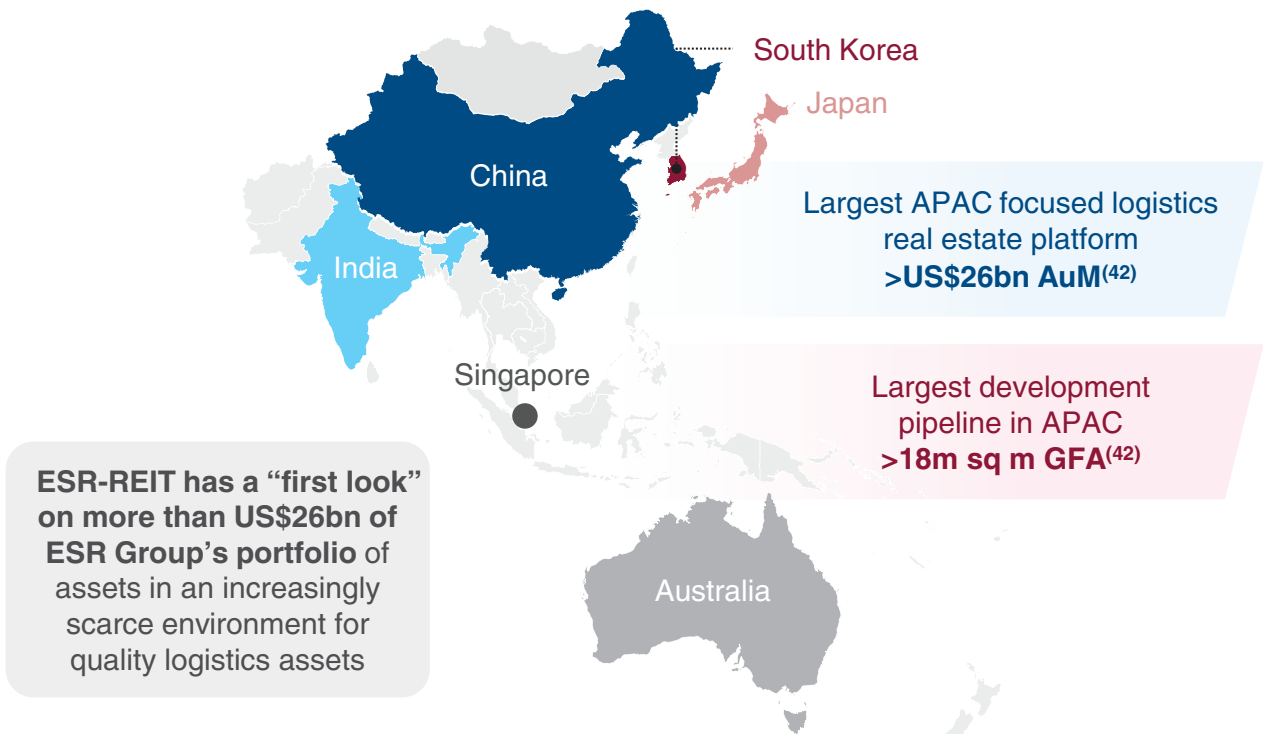 South Korea
Japan
China
India
Singapore
Australia
Largest APAC focused logistics
real estate platform
>US$26bn AuM(42)
Largest development
pipeline in APAC
>18m sq m GFA(42)
ESR-REIT has a “first look”
on more than US$26bn of
ESR Group’s portfolio of
assets in an increasingly
scarce environment for
quality logistics assets